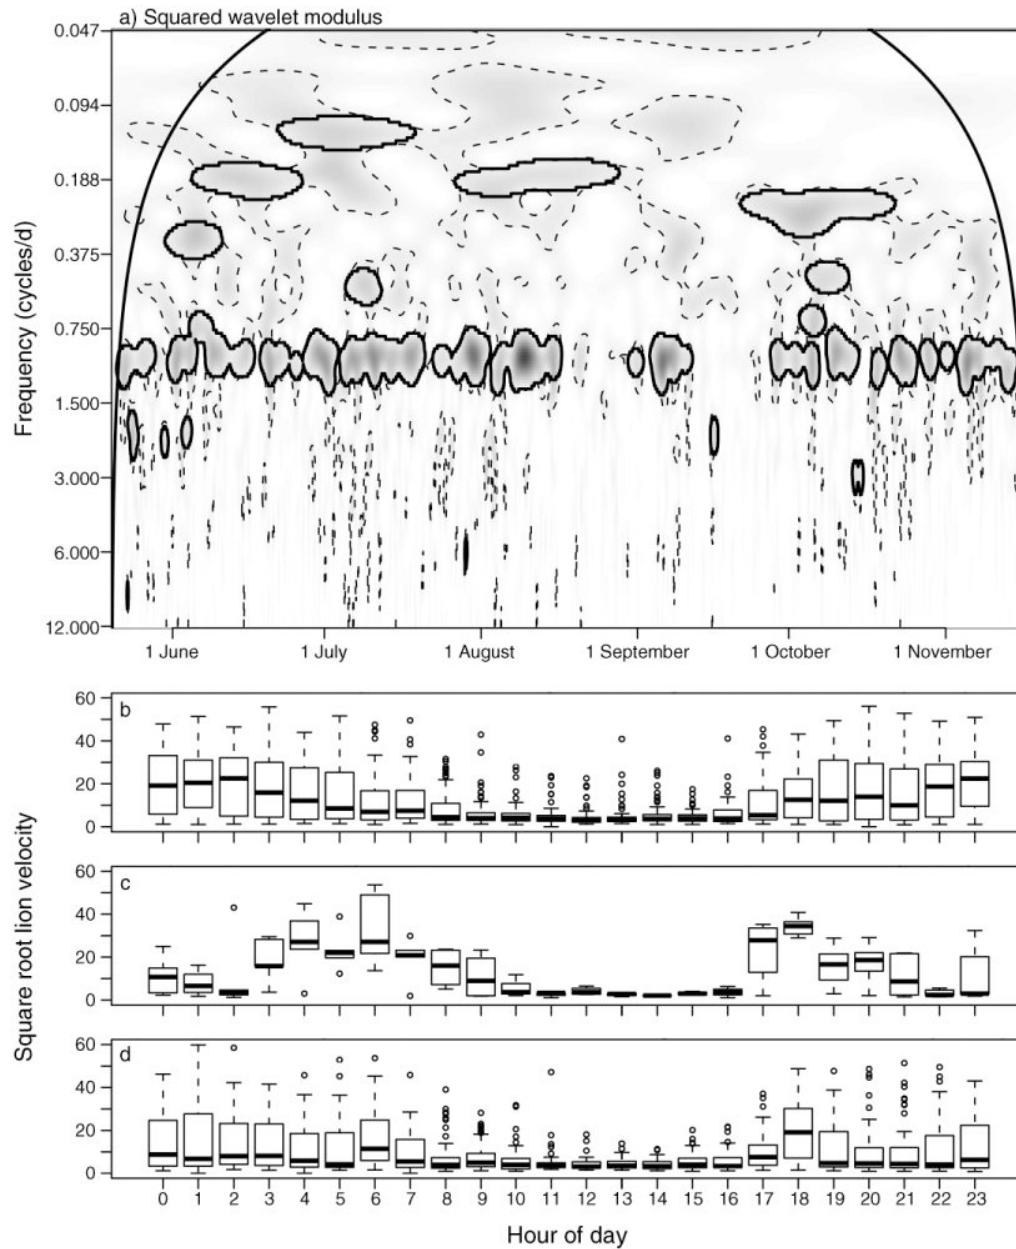 a) Squared wavelet modulus
Frequency (cycles/d)
0.047
0.094
0.188
0.375
0.750
1.500
3.000
6.000
12.000
1 June 1 July 1 August 1 September 1 October 1 November
Square root lion velocity
b
60
40
20
0
c
60
40
20
0
d
60
40
20
0
0 1 2 3 4 5 6 7 8 9 10 11 12 13 14 15 16 17 18 19 20 21 22 23
Hour of day